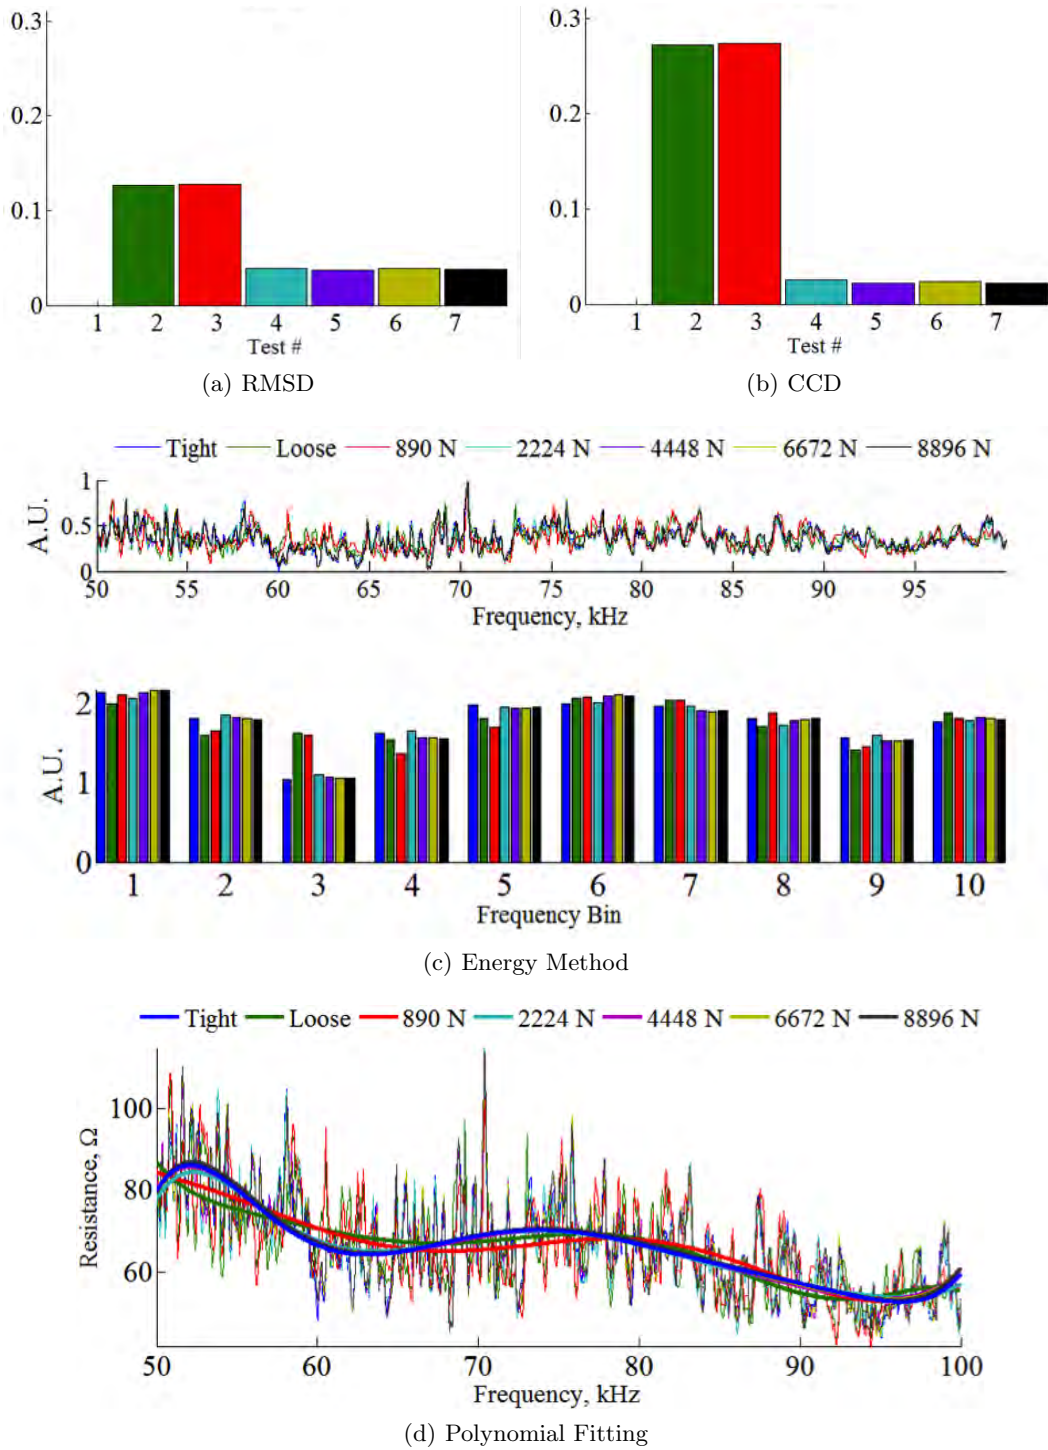 0.3
0.2
0.1
0
1 2 3 4 5 6 7
Test #
(a) RMSD
0.3
0.2
0.1
0
1 2 3 4 5 6 7
Test #
(b) CCD
Tight Loose 890 N 2224 N 4448 N 6672 N 8896 N
1
0.5
0
A.U.
50 55 60 65 70 75 80 85 90 95
Frequency, kHz
2
1
0
A.U.
1 2 3 4 5 6 7 8 9 10
Frequency Bin
(c) Energy Method
Tight Loose 890 N 2224 N 4448 N 6672 N 8896 N
100
80
60
Resistance, Ω
50 60 70 80 90 100
Frequency, kHz
(d) Polynomial Fitting